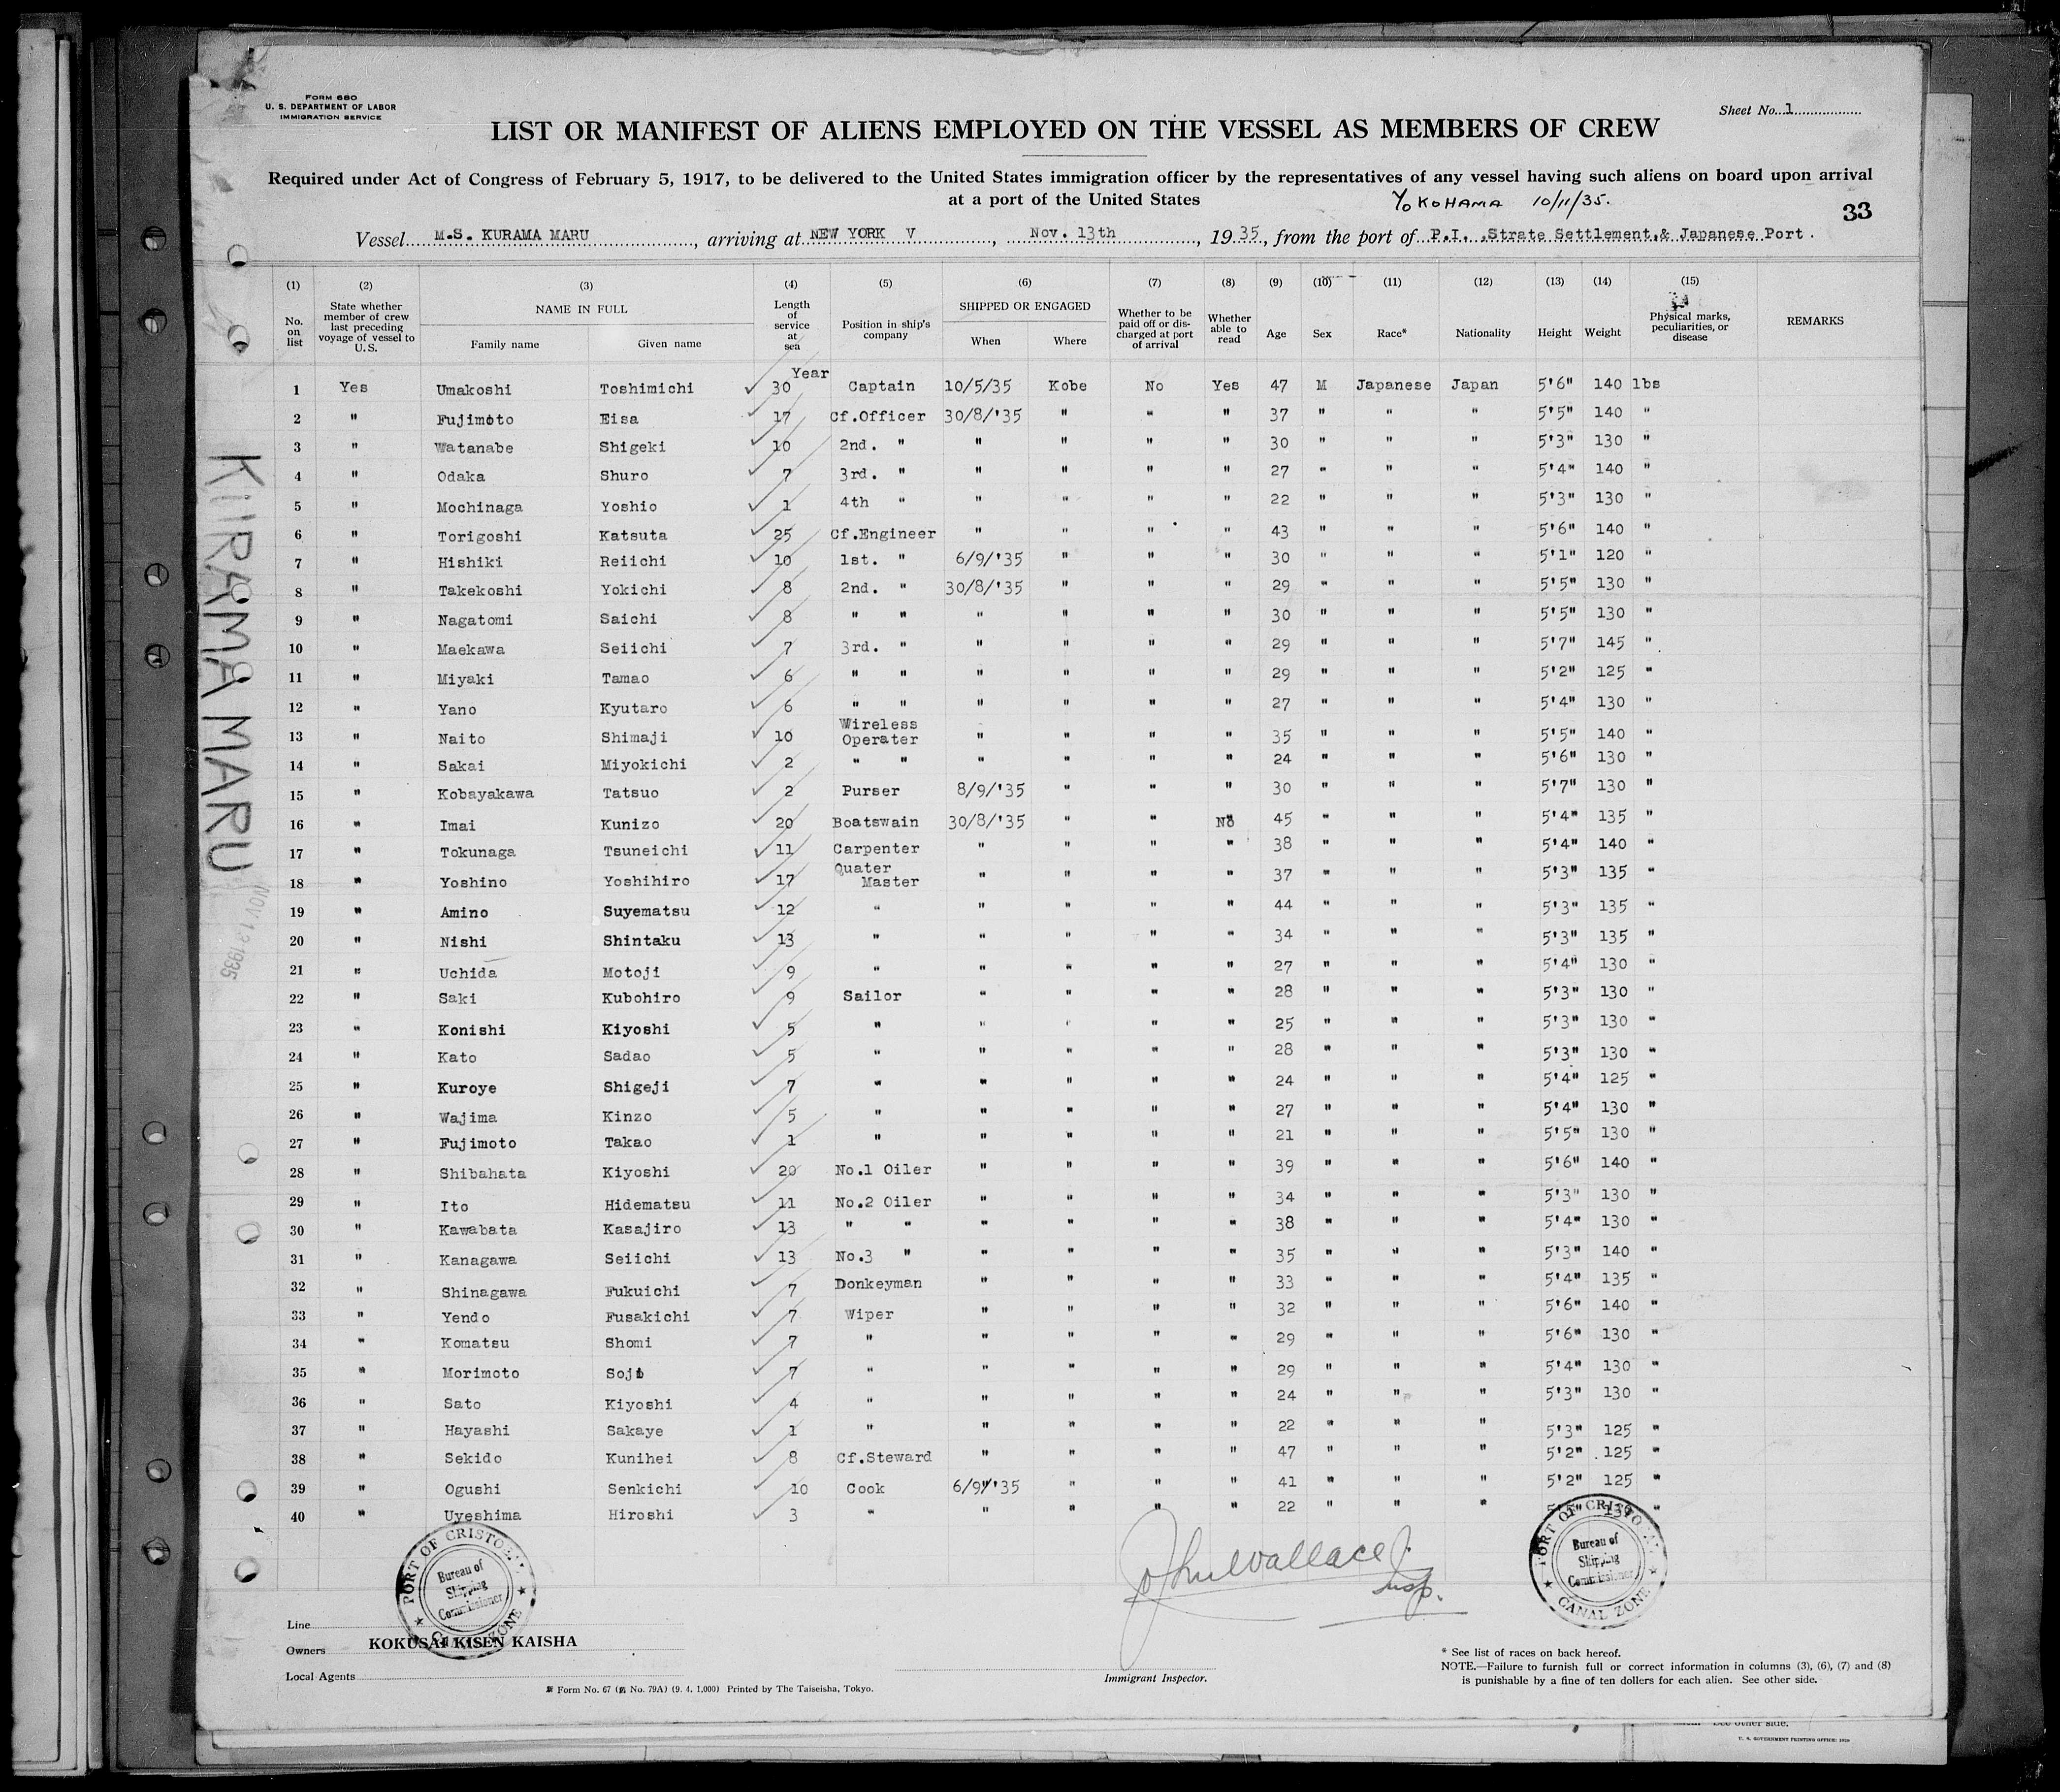 FORM 680
U. S. DEPARTMENT OF LABOR
IMMIGRATION SERVICE
Sheet No. 1
LIST OR MANIFEST OF ALIENS EMPLOYED ON THE VESSEL AS MEMBERS OF CREW
Required under Act of Congress of February 5, 1917, to be delivered to the United States immigration officer by the representatives of any vessel having such aliens on board upon arrival
at a port of the United States
YOKOHAMA 10/11/35.
33
Vessel M.S. KURAMA MARU, arriving at NEW YORK V, Nov. 13th, 1935, from the port of P.I., Strate Settlement & Japanese Port.
(1) (2) (3) (4) (5) (6) (7) (8) (9) (10) (11) (12) (13) (14) (15)
No. on list | State whether member of crew last preceding voyage of vessel to U.S. | NAME IN FULL Family name Given name | Length of service at sea | Position in ship's company | SHIPPED OR ENGAGED When Where | Whether to be paid off or discharged at port of arrival | Whether able to read | Age | Sex | Race* | Nationality | Height | Weight | Physical marks, peculiarities, or disease | REMARKS
Year
1 Yes Umakoshi Toshimichi 30 Captain 10/5/35 Kobe No Yes 47 M Japanese Japan 5'6" 140 lbs
2 " Fujimoto Eisa 17 Cf.Officer 30/8/'35 " " " 37 " " " 5'5" 140 "
3 " Watanabe Shigeki 10 2nd. " " " " " 30 " " " 5'3" 130 "
4 " Odaka Shuro 7 3rd. " " " " " 27 " " " 5'4" 140 "
5 " Mochinaga Yoshio 1 4th " " " " " 22 " " " 5'3" 130 "
6 " Torigoshi Katsuta 25 Cf.Engineer " " " " 43 " " " 5'6" 140 "
7 " Hishiki Reiichi 10 1st. " 6/9/'35 " " " 30 " " " 5'1" 120 "
8 " Takekoshi Yokichi 8 2nd. " 30/8/'35 " " " 29 " " " 5'5" 130 "
9 " Nagatomi Saichi 8 " " " " " " 30 " " " 5'5" 130 "
10 " Maekawa Seiichi 7 3rd. " " " " " 29 " " " 5'7" 145 "
11 " Miyaki Tamao 6 " " " " " " 29 " " " 5'2" 125 "
12 " Yano Kyutaro 6 " " " " " " 27 " " " 5'4" 130 "
13 " Naito Shimaji 10 Wireless Operater " " " " 35 " " " 5'5" 140 "
14 " Sakai Miyokichi 2 " " " " " " 24 " " " 5'6" 130 "
15 " Kobayakawa Tatsuo 2 Purser 8/9/'35 " " " 30 " " " 5'7" 130 "
16 " Imai Kunizo 20 Boatswain 30/8/'35 " " No 45 " " " 5'4" 135 "
17 " Tokunaga Tsuneichi 11 Carpenter " " " " 38 " " " 5'4" 140 "
18 " Yoshino Yoshihiro 17 Quater Master " " " " 37 " " " 5'3" 135 "
19 " Amino Suyematsu 12 " " " " " 44 " " " 5'3" 135 "
20 " Nishi Shintaku 13 " " " " " 34 " " " 5'3" 135 "
21 " Uchida Motoji 9 " " " " " 27 " " " 5'4" 130 "
22 " Saki Kubohiro 9 Sailor " " " " 28 " " " 5'3" 130 "
23 " Konishi Kiyoshi 5 " " " " " 25 " " " 5'3" 130 "
24 " Kato Sadao 5 " " " " " 28 " " " 5'3" 130 "
25 " Kuroye Shigeji 7 " " " " " 24 " " " 5'4" 125 "
26 " Wajima Kinzo 5 " " " " " 27 " " " 5'4" 130 "
27 " Fujimoto Takao 1 " " " " " 21 " " " 5'5" 130 "
28 " Shibahata Kiyoshi 20 No.1 Oiler " " " " 39 " " " 5'6" 140 "
29 " Ito Hidematsu 11 No.2 Oiler " " " " 34 " " " 5'3" 130 "
30 " Kawabata Kasajiro 13 " " " " " " 38 " " " 5'4" 130 "
31 " Kanagawa Seiichi 13 No.3 " " " " " 35 " " " 5'3" 140 "
32 " Shinagawa Fukuichi 7 Donkeyman " " " " 33 " " " 5'4" 135 "
33 " Yendo Fusakichi 7 Wiper " " " " 32 " " " 5'6" 140 "
34 " Komatsu Shomi 7 " " " " " 29 " " " 5'6" 130 "
35 " Morimoto 7 " " " " " 29 " " " 5'4" 130 "
36 " Sato Kiyoshi 4 " " " " " 24 " " " 5'3" 130 "
37 " Hayashi Sakaye 1 " " " " " 22 " " " 5'3" 125 "
38 " Sekido Kunihei 8 Cf.Steward " " " " 47 " " " 5'2" 125 "
39 " Ogushi Senkichi 10 Cook 6/9/'35 " " " 41 " " " 5'2" 125 "
40 " Uyeshima Hiroshi 3 " " " " " 22 " " "
KURAMA MARU
NOV 13 1935
PORT OF CRISTOBAL
Bureau of
Shipping
Commissioner
CANAL ZONE
John Wallace
Insp.
PORT OF CRISTOBAL
Bureau of
Shipping
Commissioner
CANAL ZONE
Line
Owners KOKUSAI KISEN KAISHA
Local Agents
Immigrant Inspector.
Form No. 67 (No. 79A) (9. 4. 1,000) Printed by The Taiseisha, Tokyo.
* See list of races on back hereof.
NOTE.—Failure to furnish full or correct information in columns (3), (6), (7) and (8)
is punishable by a fine of ten dollars for each alien. See other side.
See other side.
U. S. GOVERNMENT PRINTING OFFICE